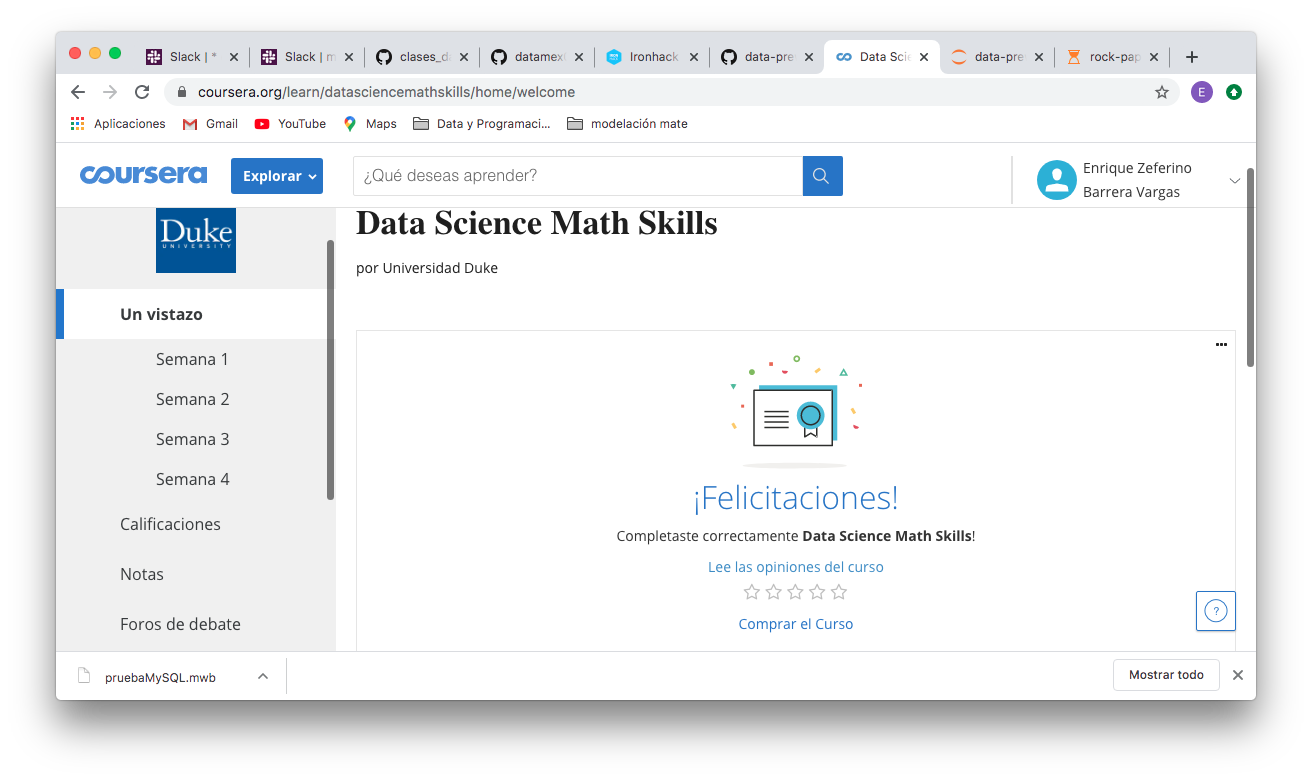 Slack | * Slack | m clases_d datamex Ironhack data-pre Data Scie data-pre rock-pap
coursera.org/learn/datasciencemathskills/home/welcome E
Aplicaciones Gmail YouTube Maps Data y Programaci... modelación mate
coursera Explorar ¿Qué deseas aprender? Enrique Zeferino
Barrera Vargas
Duke
UNIVERSITY
Data Science Math Skills
por Universidad Duke
Un vistazo
Semana 1
Semana 2
Semana 3
Semana 4
Calificaciones
Notas
Foros de debate
¡Felicitaciones!
Completaste correctamente Data Science Math Skills!
Lee las opiniones del curso
Comprar el Curso
?
pruebaMySQL.mwb Mostrar todo